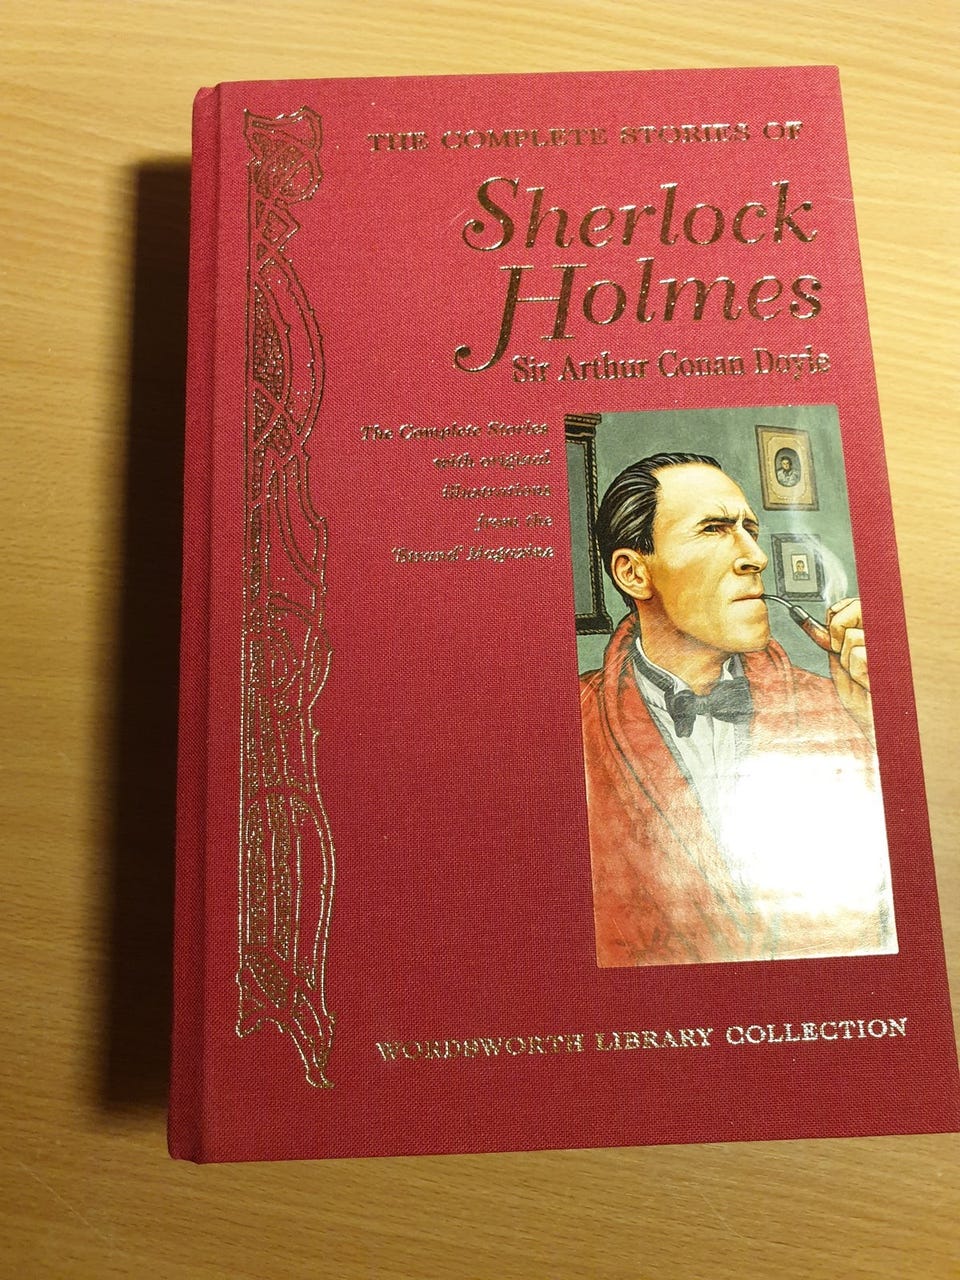 THE COMPLETE STORIES OF
Sherlock
Holmes
Sir Arthur Conan Doyle
The Complete Stories
with original
illustrations
from the
'Strand' Magazine
WORDSWORTH LIBRARY COLLECTION